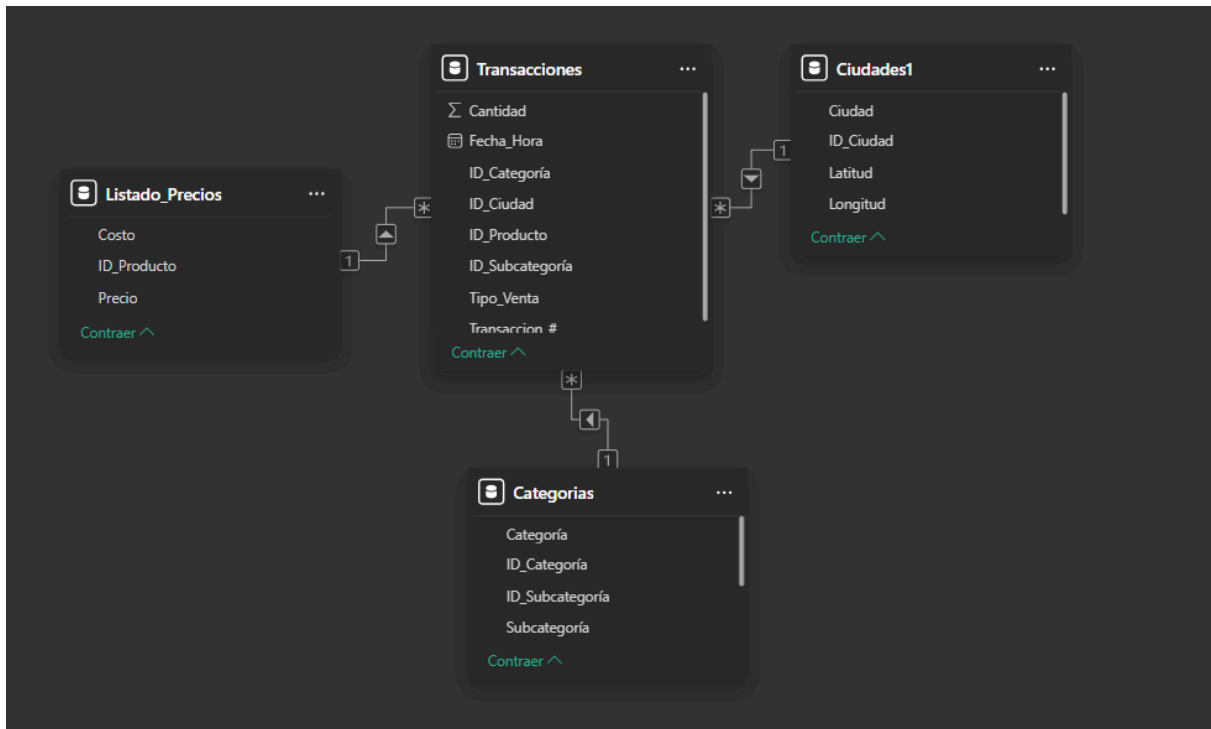 Transacciones
Cantidad
Fecha_Hora
ID_Categoría
ID_Ciudad
ID_Producto
ID_Subcategoría
Tipo_Venta
Transaccion_#
Contraer
Ciudades1
Ciudad
ID_Ciudad
Latitud
Longitud
Contraer
Listado_Precios
Costo
ID_Producto
Precio
Contraer
1
*
*
1
*
1
Categorias
Categoría
ID_Categoría
ID_Subcategoría
Subcategoría
Contraer